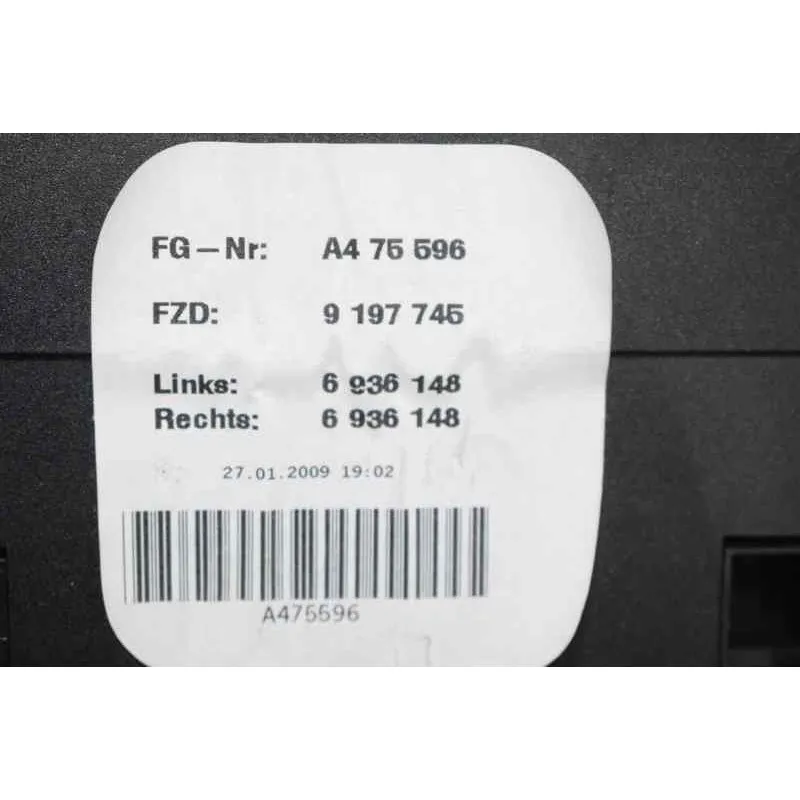 FG-Nr: A4 75 596
FZD: 9 197 745
Links: 6 936 148
Rechts: 6 936 148
27.01.2009 19:02
A475596